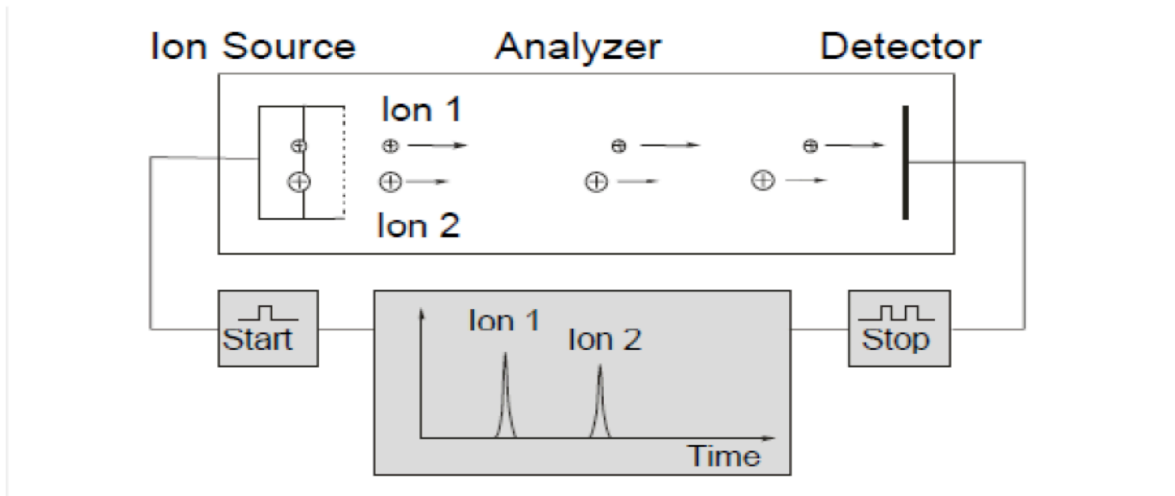 Ion Source
Analyzer
Detector
Ion 1
Ion 2
Start
Ion 1
Ion 2
Time
Stop